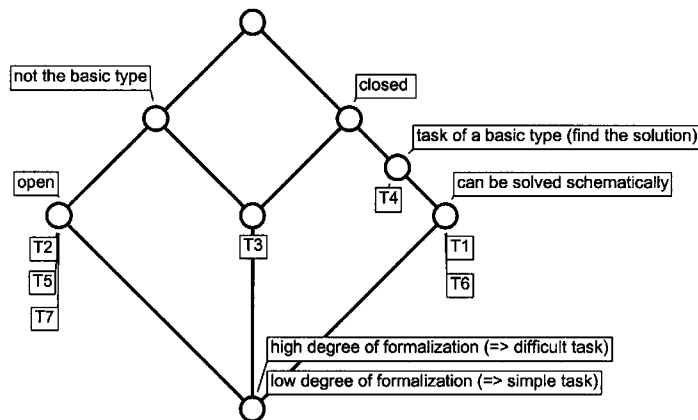 not the basic type
closed
task of a basic type (find the solution)
open
T4
can be solved schematically
T2
T3
T1
T5
T6
T7
high degree of formalization (=> difficult task)
low degree of formalization (=> simple task)